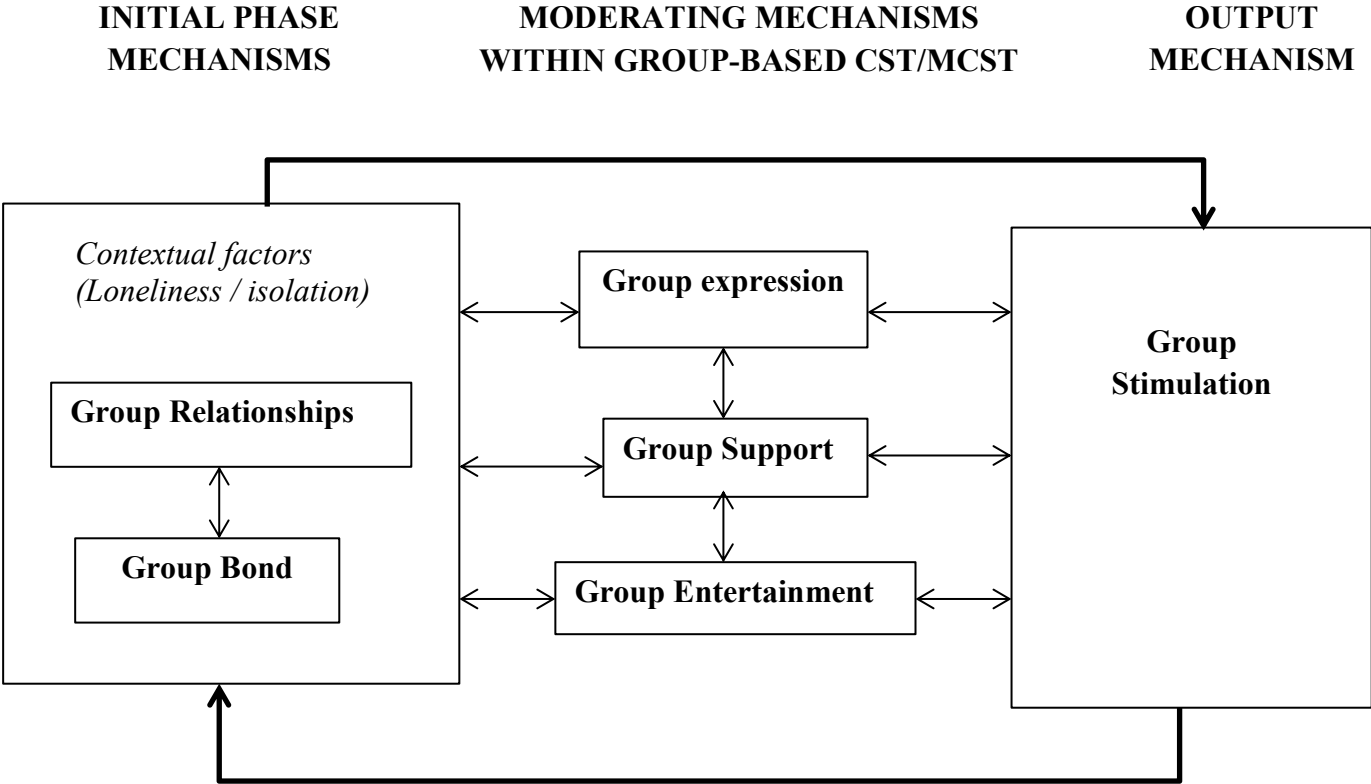 INITIAL PHASE
MECHANISMS
MODERATING MECHANISMS
WITHIN GROUP-BASED CST/MCST
OUTPUT
MECHANISM
Contextual factors
(Loneliness / isolation)
Group Relationships
Group Bond
Group expression
Group Support
Group Entertainment
Group
Stimulation